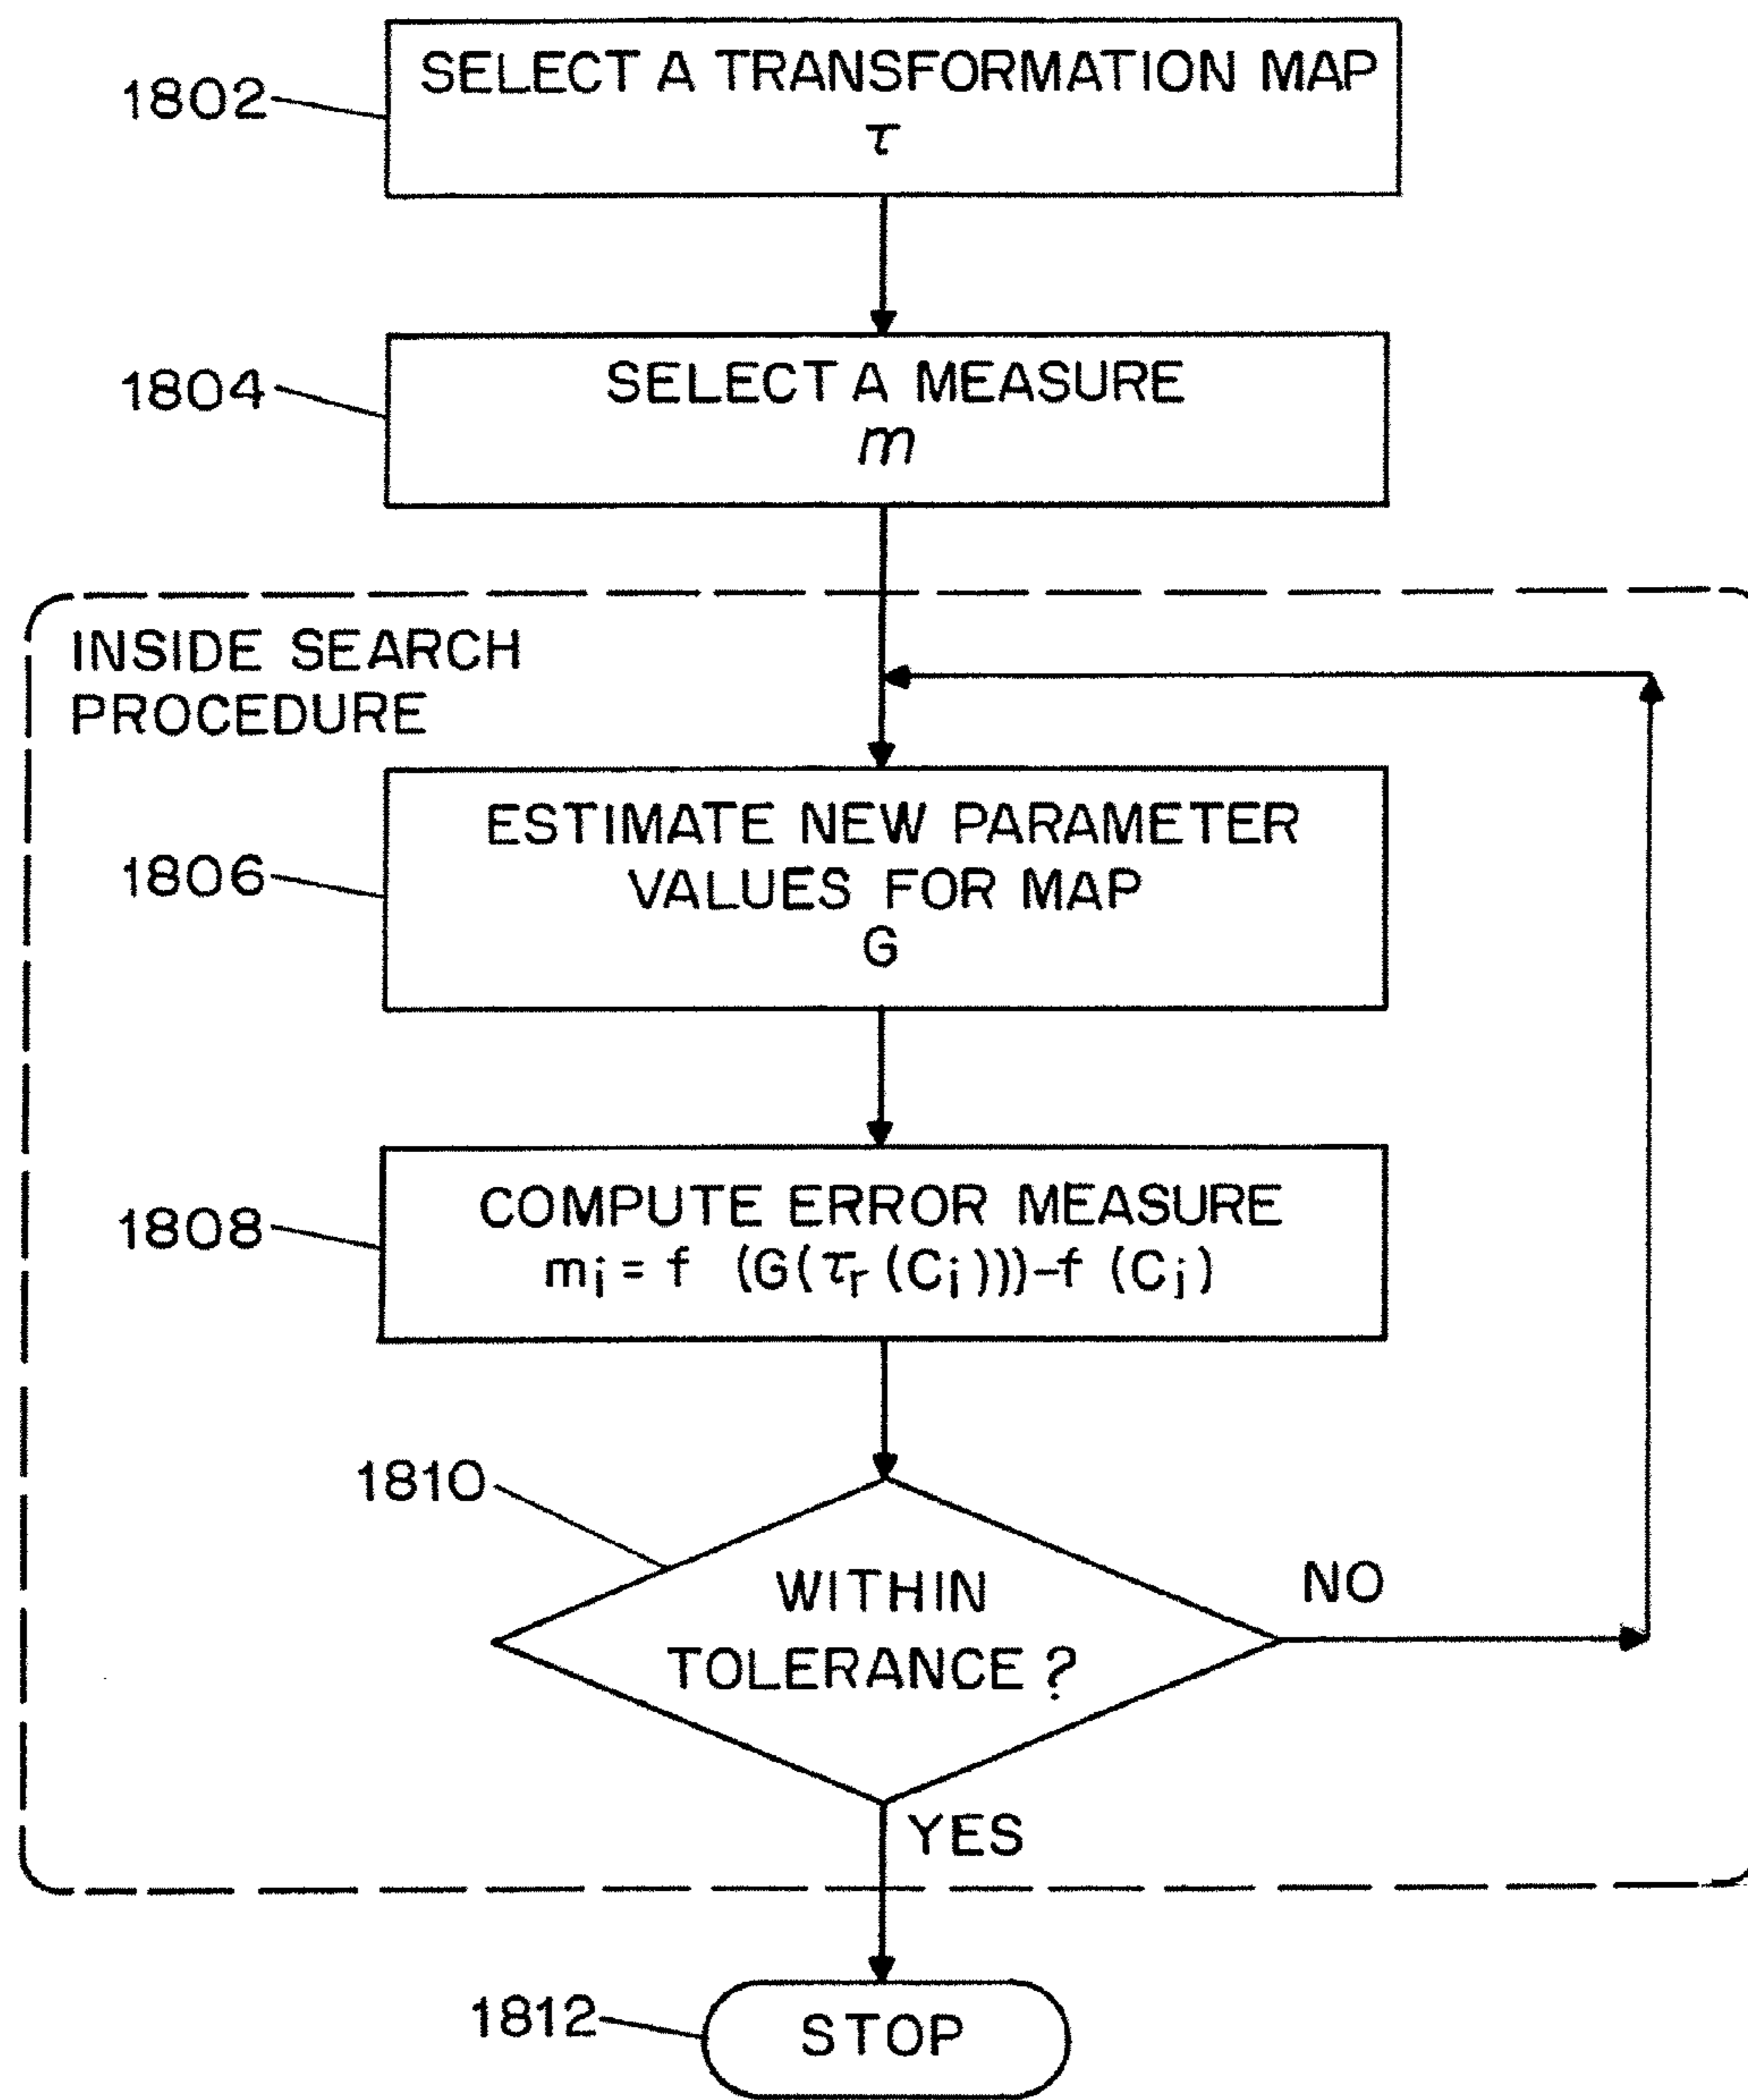 1802
SELECT A TRANSFORMATION MAP
τ
1804
SELECT A MEASURE
m
INSIDE SEARCH
PROCEDURE
1806
ESTIMATE NEW PARAMETER
VALUES FOR MAP
G
1808
COMPUTE ERROR MEASURE
mᵢ = f (G(τᵣ (Cᵢ)))–f (Cⱼ)
1810
WITHIN
TOLERANCE ?
NO
YES
1812
STOP